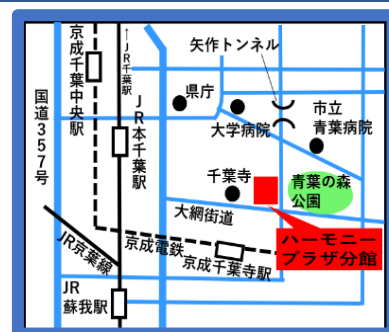 京成千葉中央駅
←JR千葉駅
矢作トンネル
県庁
市立
青葉病院
大学病院
国道357号
JR本千葉駅
千葉寺
青葉の森
公園
大網街道
ハーモニー
プラザ分館
JR京葉線
京成電鉄
京成千葉寺駅
JR
蘇我駅